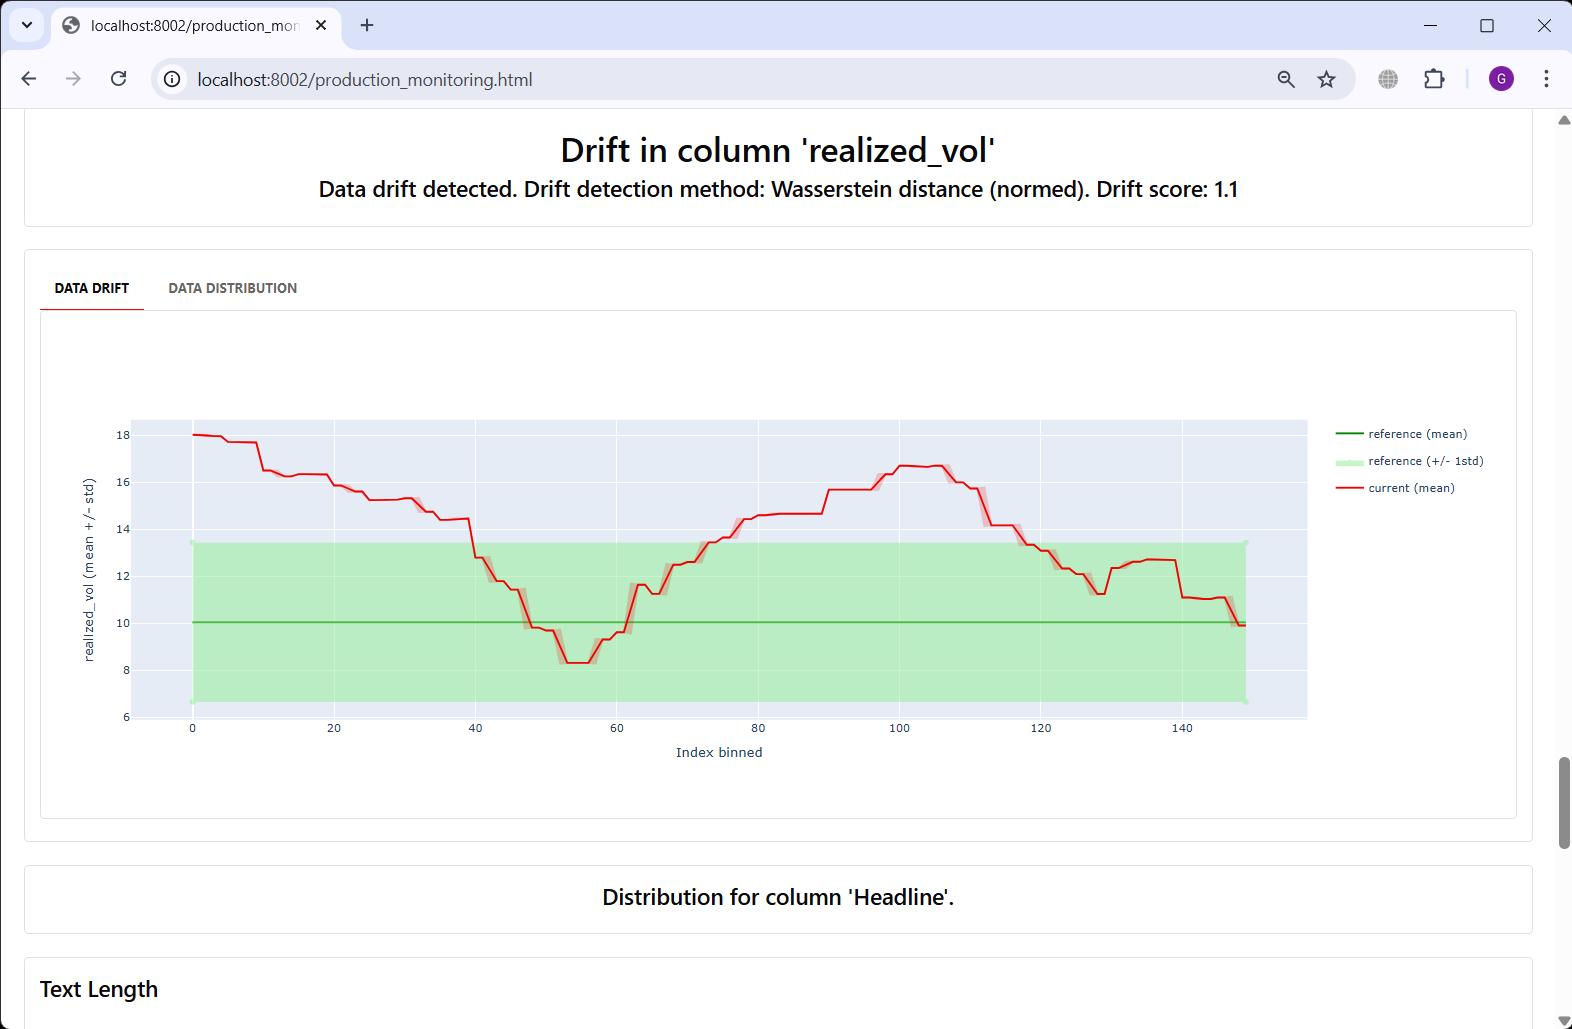 localhost:8002/production_mon
localhost:8002/production_monitoring.html
G
Drift in column 'realized_vol'
Data drift detected. Drift detection method: Wasserstein distance (normed). Drift score: 1.1
DATA DRIFT
DATA DISTRIBUTION
realized_vol (mean +/- std)
18
16
14
12
10
8
6
0
20
40
60
80
100
120
140
Index binned
reference (mean)
reference (+/- 1std)
current (mean)
Distribution for column 'Headline'.
Text Length